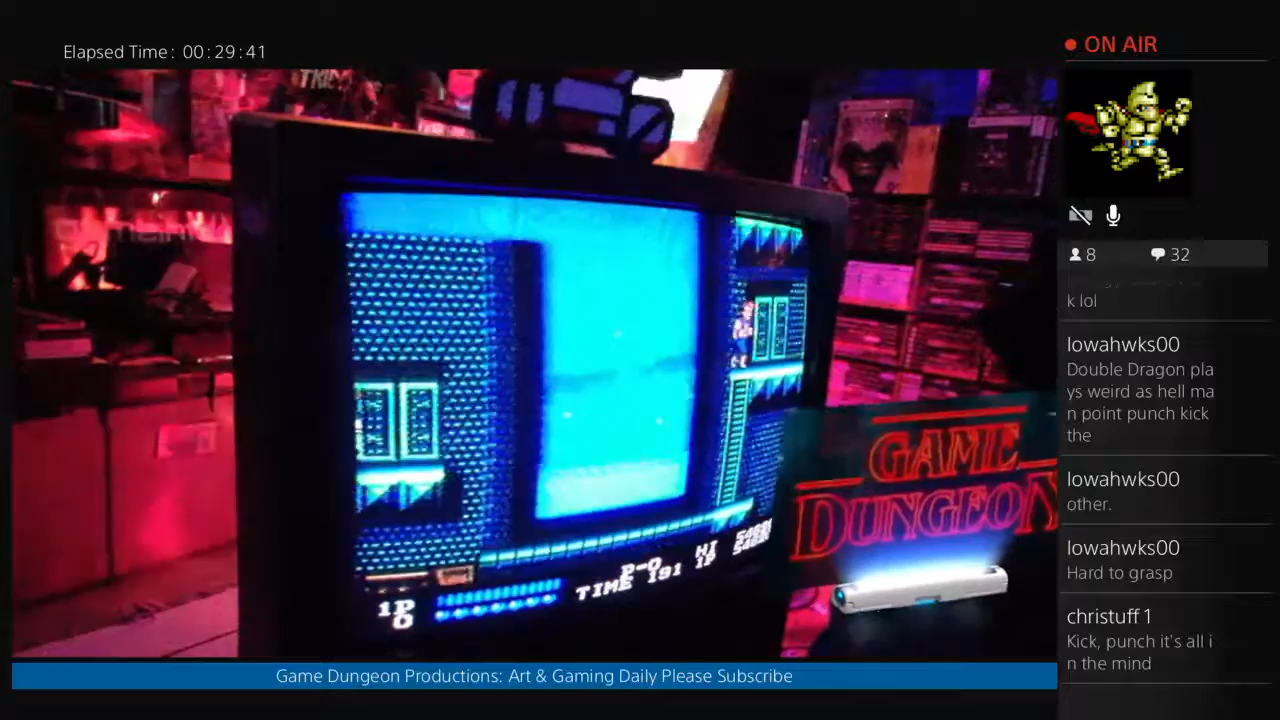 Elapsed Time: 00:29:41
ON AIR
8
32
k lol
lowahwks00
Double Dragon pla
ys weird as hell ma
n point punch kick
the
lowahwks00
other.
lowahwks00
Hard to grasp
christuff1
Kick, punch it's all i
n the mind
GAME
DUNGEON
P-0
HI
TIME 191 1P
1P
0
Game Dungeon Productions: Art & Gaming Daily Please Subscribe